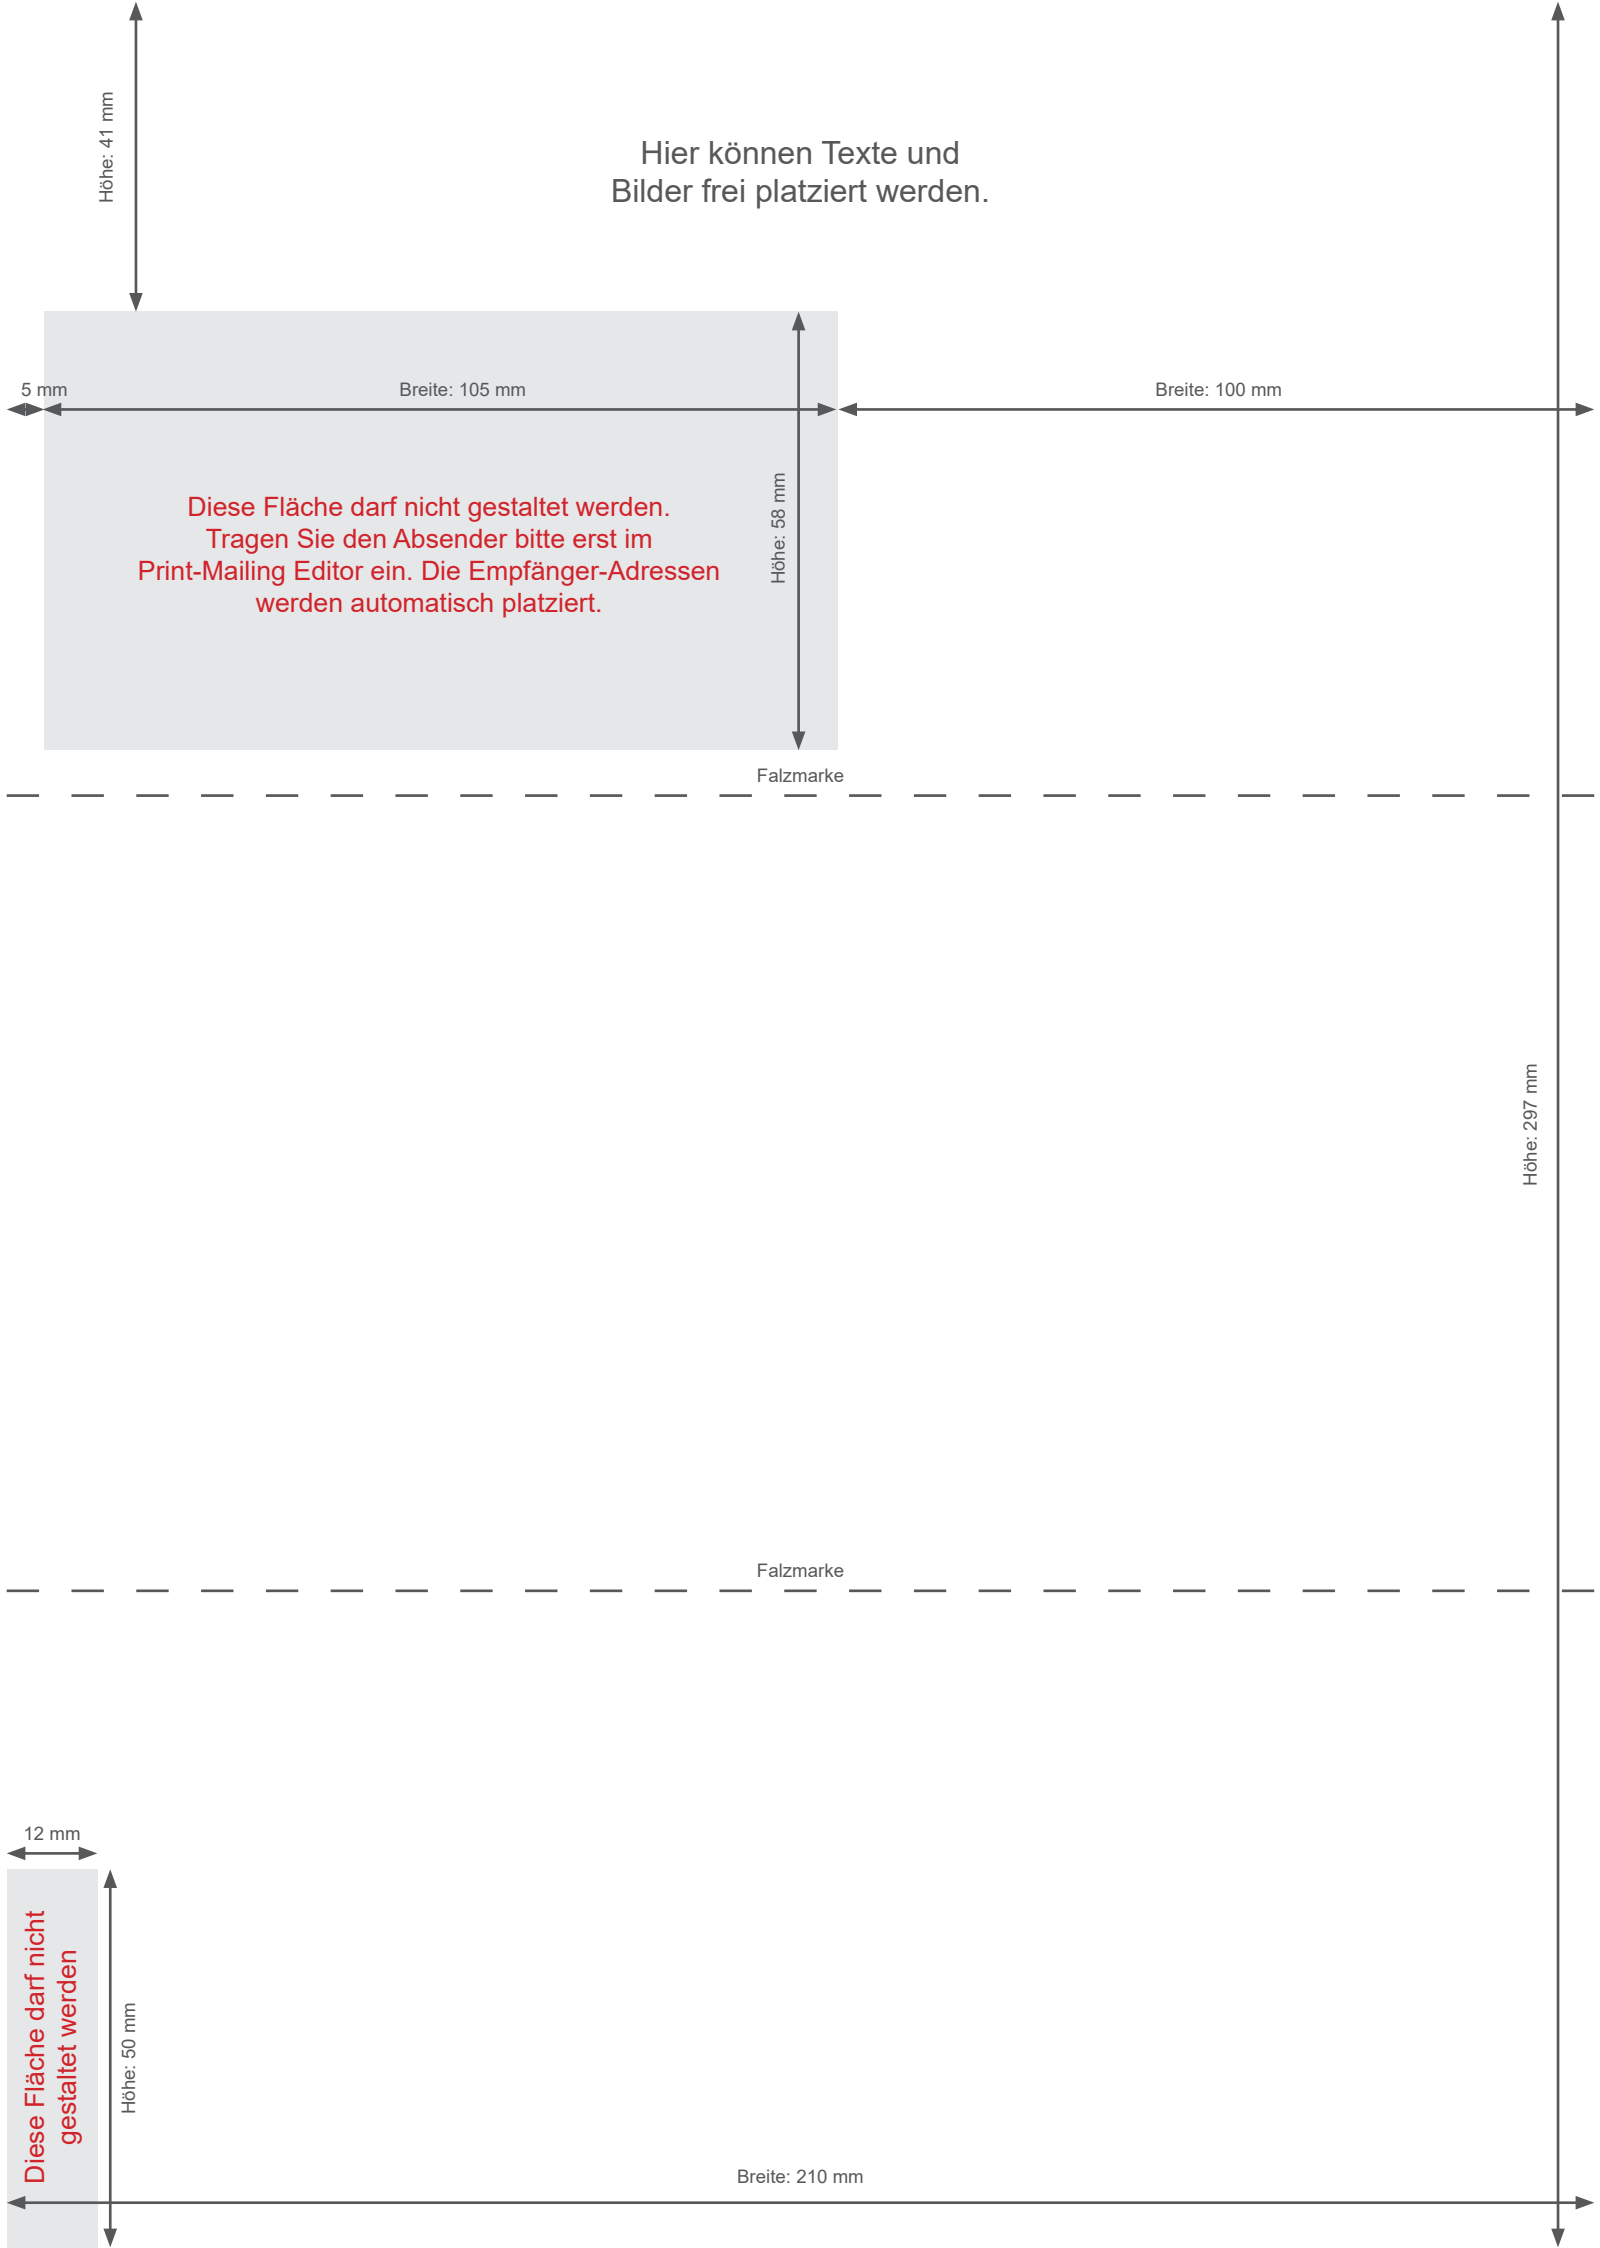 Höhe: 41 mm
Hier können Texte und
Bilder frei platziert werden.
5 mm
Breite: 105 mm
Breite: 100 mm
Diese Fläche darf nicht gestaltet werden.
Tragen Sie den Absender bitte erst im
Print-Mailing Editor ein. Die Empfänger-Adressen
werden automatisch platziert.
Höhe: 58 mm
Falzmarke
Höhe: 297 mm
Falzmarke
12 mm
Diese Fläche darf nicht
gestaltet werden
Höhe: 50 mm
Breite: 210 mm